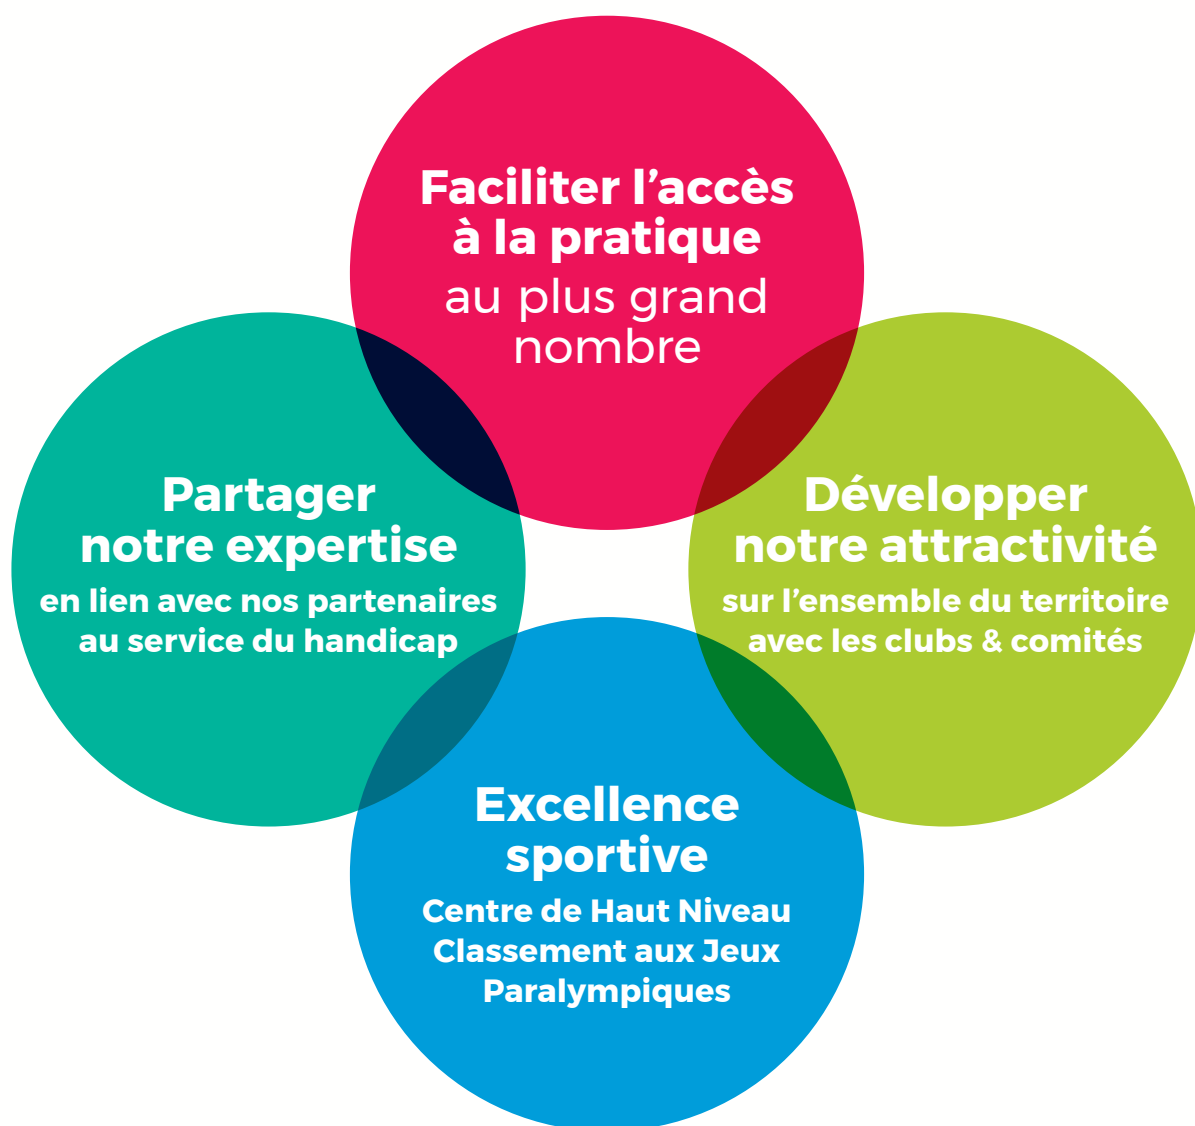 Faciliter l’accès
à la pratique
au plus grand
nombre
Partager
notre expertise
en lien avec nos partenaires
au service du handicap
Développer
notre attractivité
sur l’ensemble du territoire
avec les clubs & comités
Excellence
sportive
Centre de Haut Niveau
Classement aux Jeux
Paralympiques